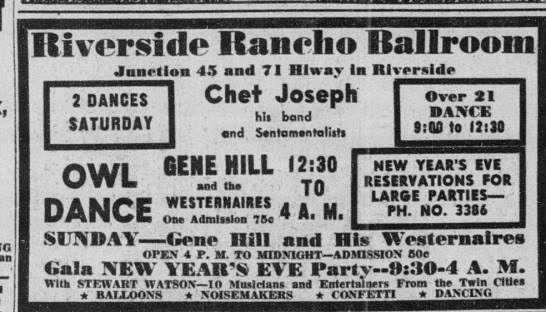 Riverside Rancho Ballroom
Junction 45 and 71 Hiway in Riverside
2 DANCES
SATURDAY
Chet Joseph
his band
and Sentamentalists
Over 21
DANCE
9:00 to 12:30
OWL
DANCE
GENE HILL
and the
WESTERNAIRES
One Admission 75c
12:30
TO
4 A. M.
NEW YEAR'S EVE
RESERVATIONS FOR
LARGE PARTIES—
PH. NO. 3386
SUNDAY—Gene Hill and His Westernaires
OPEN 4 P. M. TO MIDNIGHT—ADMISSION 50c
Gala NEW YEAR'S EVE Party--9:30-4 A. M.
With STEWART WATSON—10 Musicians and Entertainers From the Twin Cities
★ BALLOONS ★ NOISEMAKERS ★ CONFETTI ★ DANCING